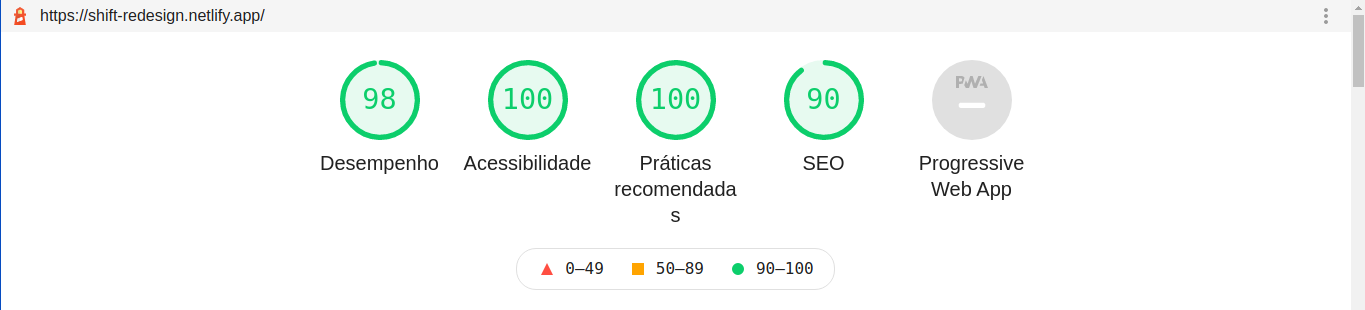 https://shift-redesign.netlify.app/
98
100
100
90
PWA
Desempenho
Acessibilidade
Práticas
recomendada
s
SEO
Progressive
Web App
0–49
50–89
90–100